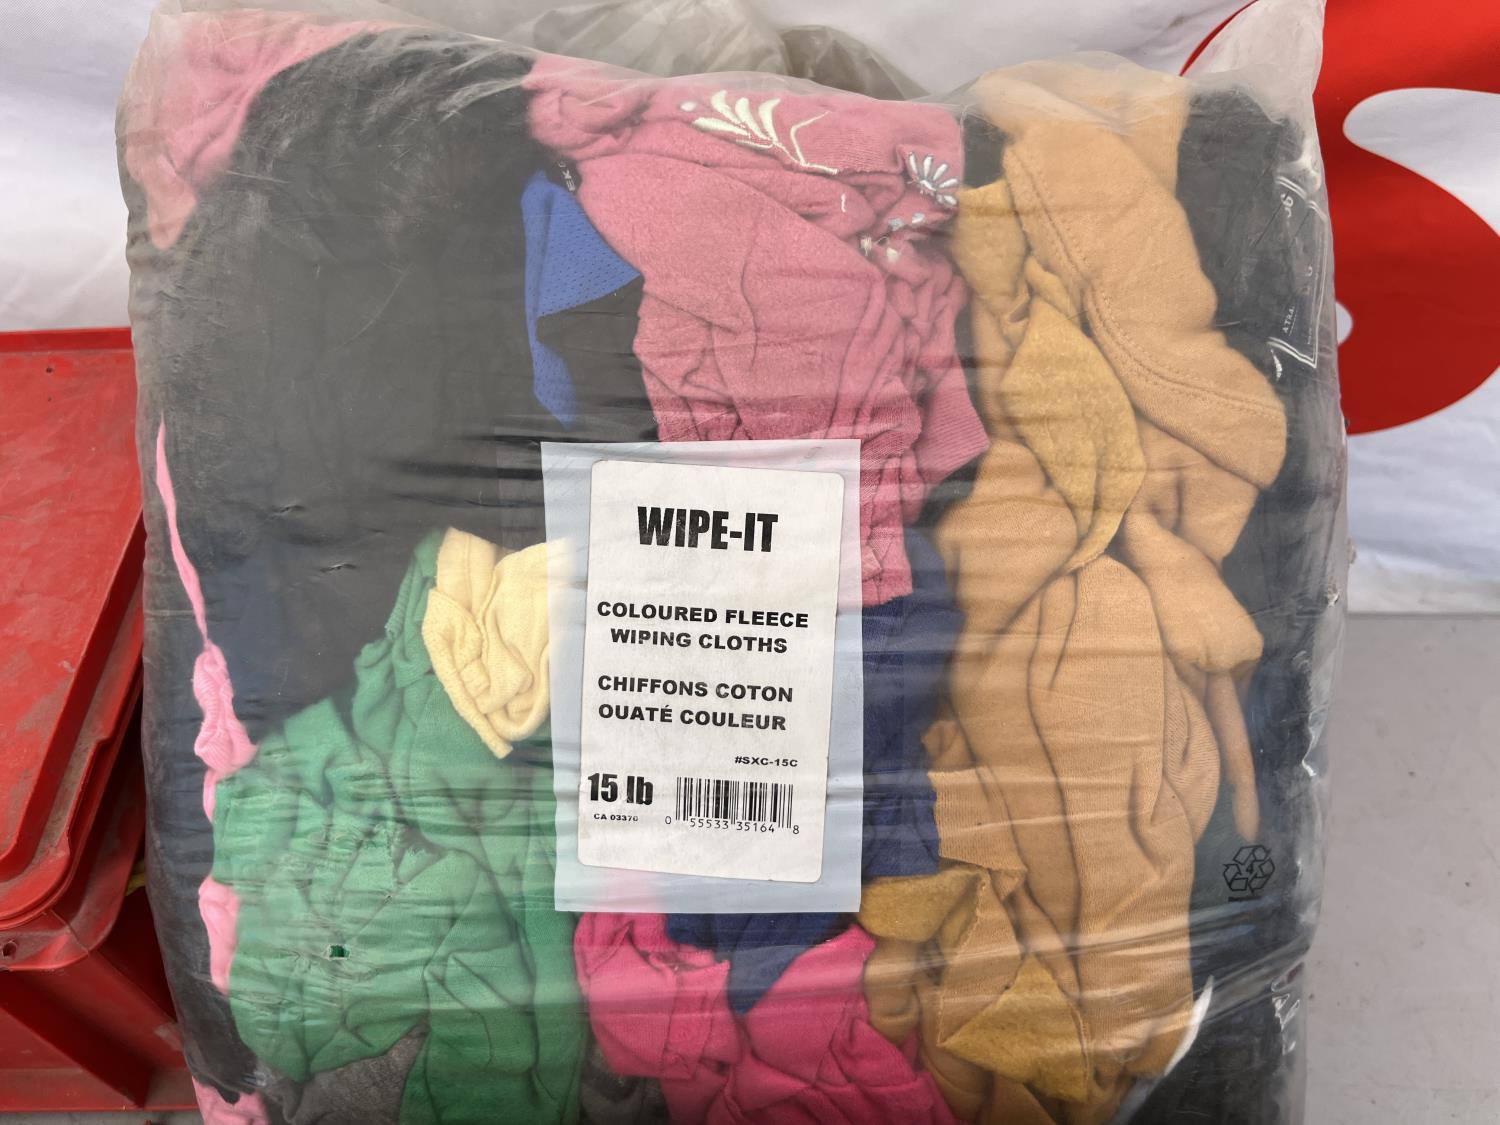 WIPE-IT
COLOURED FLEECE
WIPING CLOTHS
CHIFFONS COTON
OUATÉ COULEUR
#SXC-15C
15 lb
CA 03370
0 55533 35164 8
4